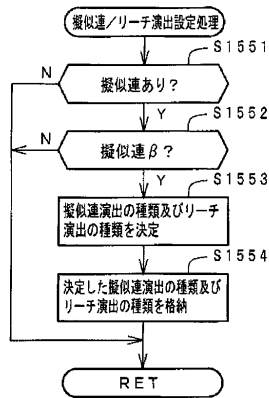 擬似連／リーチ演出設定処理
S1551
擬似連あり？
N
Y
S1552
擬似連β？
N
Y
S1553
擬似連演出の種類及びリーチ
演出の種類を決定
S1554
決定した擬似連演出の種類及び
リーチ演出の種類を格納
RET